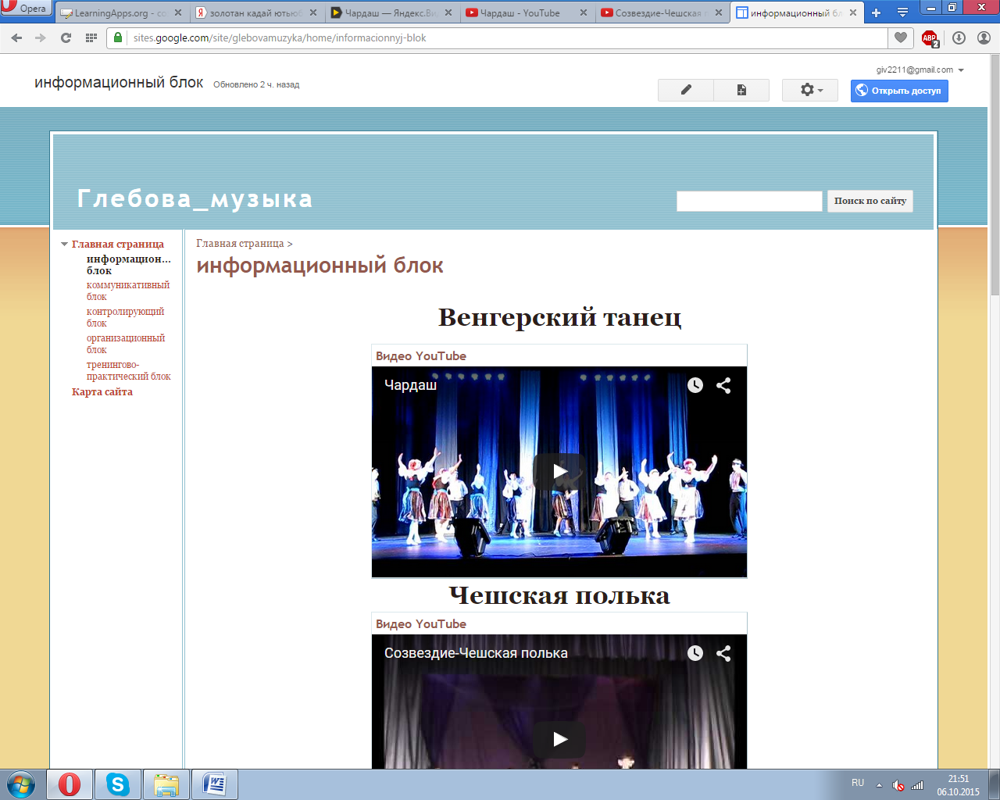 Opera
LearningApps.org - со
золотан кадай ютьюб
Чардаш — Яндекс.Ви
Чардаш - YouTube
Созвездие-Чешская п
информационный бл
sites.google.com/site/glebovamuzyka/home/informacionnyj-blok
ABP
2
giv2211@gmail.com
информационный блок Обновлено 2 ч. назад
Открыть доступ
Глебова_музыка
Поиск по сайту
Главная страница
информацион...
блок
коммуникативный
блок
контролирующий
блок
организационный
блок
тренингово-
практический блок
Карта сайта
Главная страница >
информационный блок
Венгерский танец
Видео YouTube
Чардаш
Чешская полька
Видео YouTube
Созвездие-Чешская полька
RU
21:51
06.10.2015